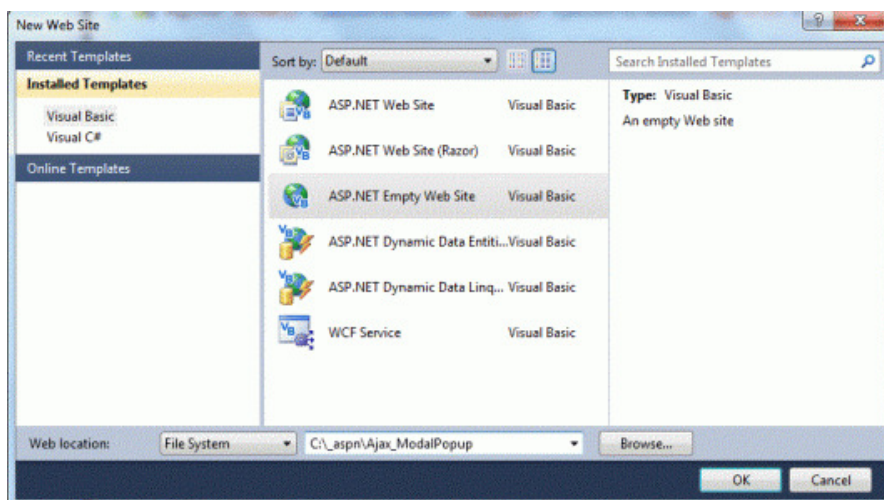 New Web Site
Recent Templates
Installed Templates
Visual Basic
Visual C#
Online Templates
Sort by: Default
ASP.NET Web Site Visual Basic
ASP.NET Web Site (Razor) Visual Basic
ASP.NET Empty Web Site Visual Basic
ASP.NET Dynamic Data Entiti...Visual Basic
ASP.NET Dynamic Data Linq... Visual Basic
WCF Service Visual Basic
Search Installed Templates
Type: Visual Basic
An empty Web site
Web location: File System C:\_aspn\Ajax_ModalPopup Browse...
OK Cancel